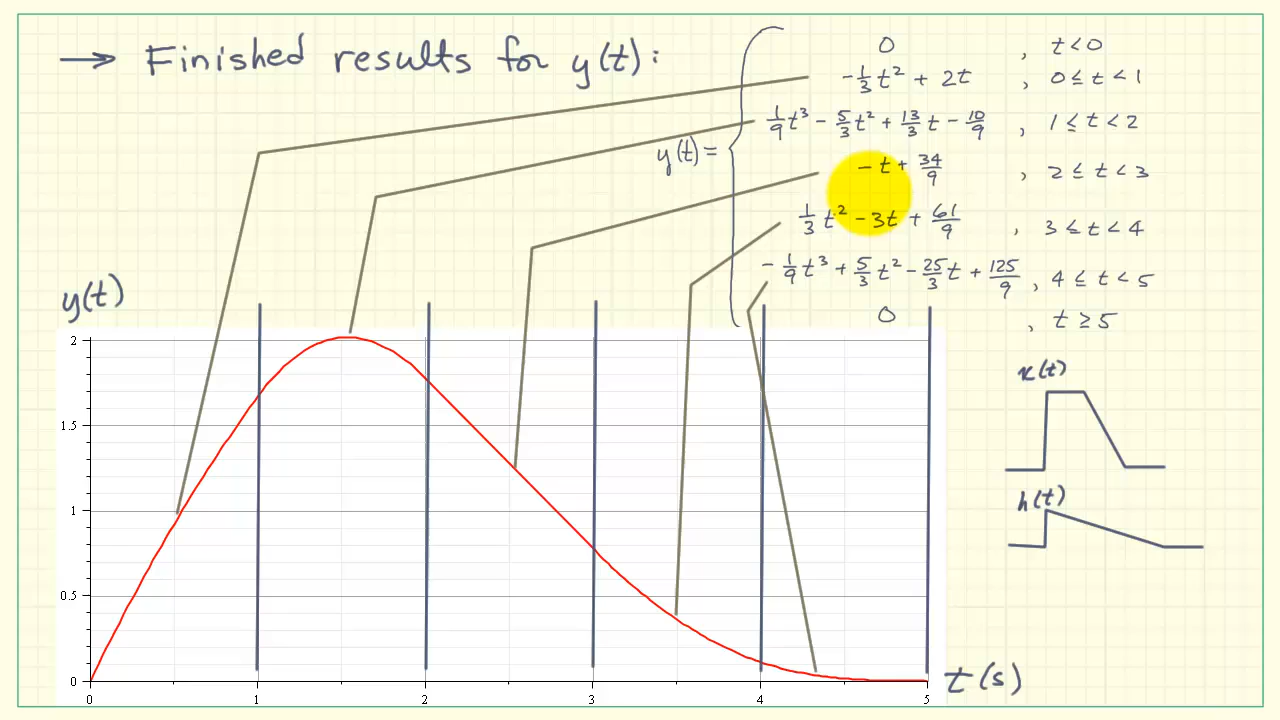 → Finished results for y(t):
y(t) =
0 , t < 0
-1/3 t² + 2t , 0 ≤ t < 1
1/9 t³ - 5/3 t² + 13/3 t - 10/9 , 1 ≤ t < 2
-t + 34/9 , 2 ≤ t < 3
1/3 t² - 3t + 61/9 , 3 ≤ t < 4
-1/9 t³ + 5/3 t² - 25/3 t + 125/9 , 4 ≤ t < 5
0 , t ≥ 5
y(t)
2
1.5
1
0.5
0
0 1 2 3 4 5
t(s)
x(t)
h(t)